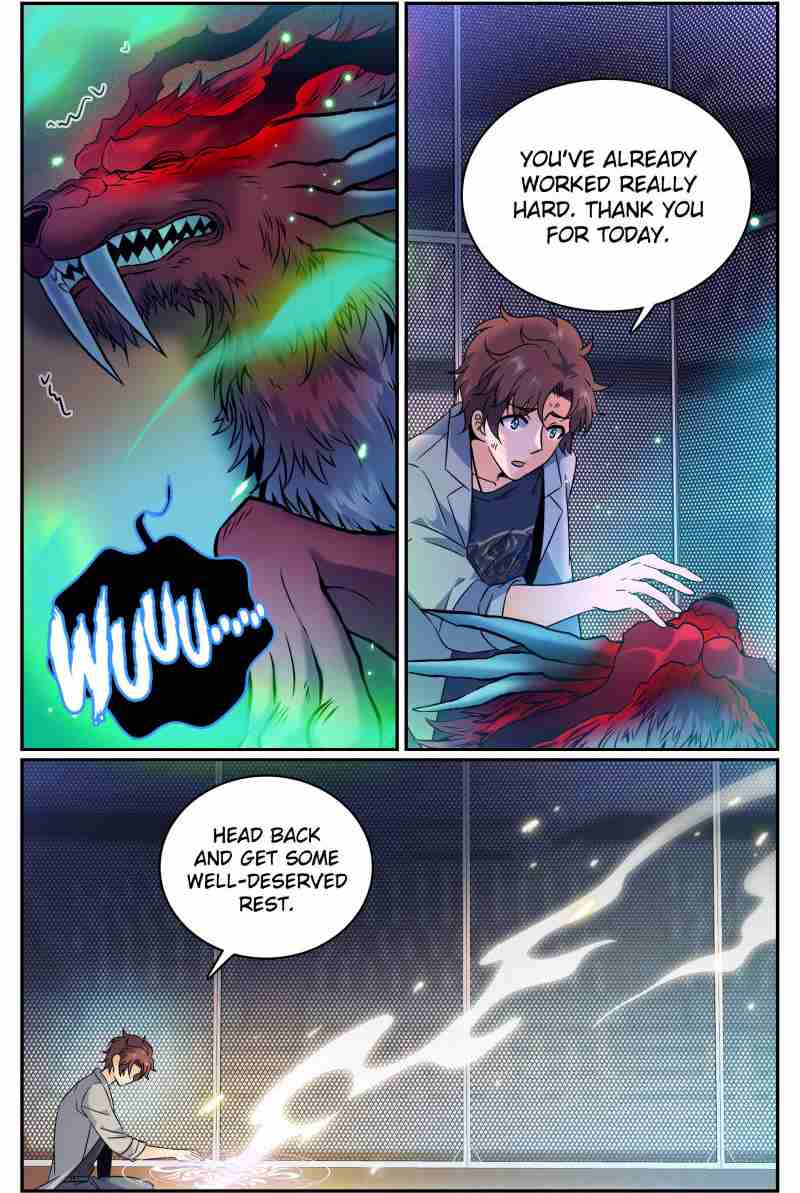 WUUU.....
YOU'VE ALREADY
WORKED REALLY
HARD. THANK YOU
FOR TODAY.
HEAD BACK
AND GET SOME
WELL-DESERVED
REST.